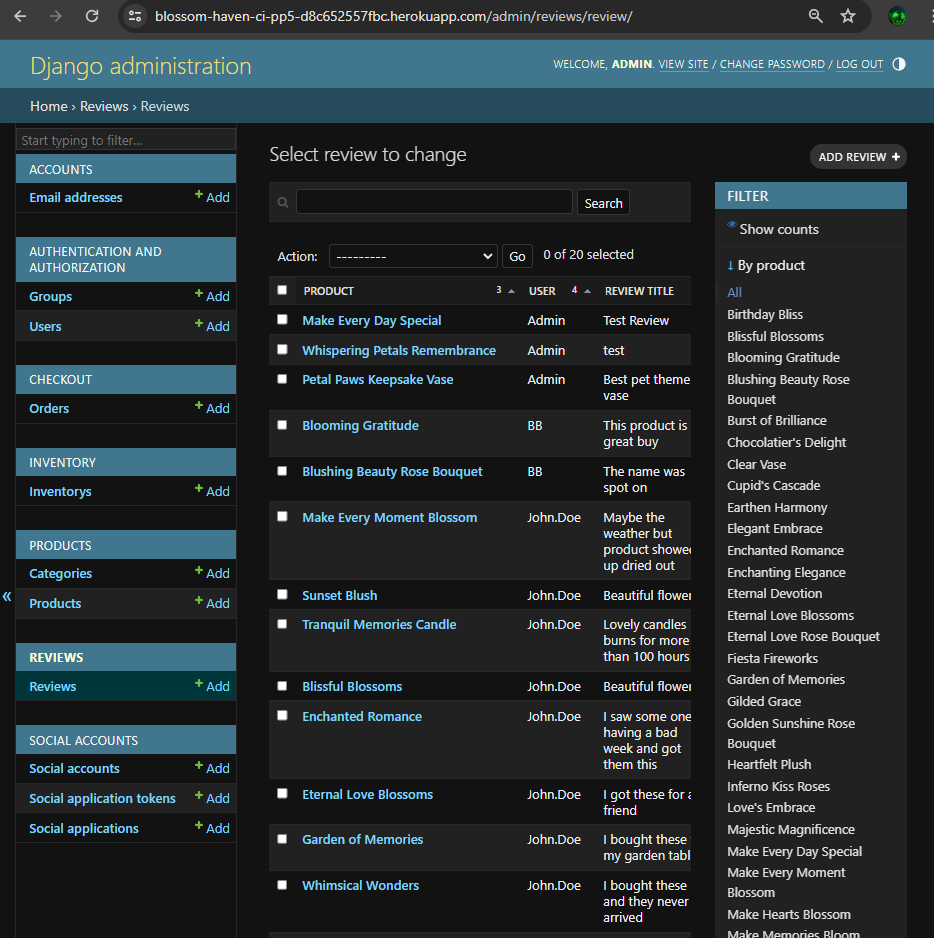 blossom-haven-ci-pp5-d8c652557fbc.herokuapp.com/admin/reviews/review/
Django administration
WELCOME, ADMIN. VIEW SITE / CHANGE PASSWORD / LOG OUT
Home › Reviews › Reviews
Start typing to filter...
ACCOUNTS
Email addresses
+ Add
AUTHENTICATION AND
AUTHORIZATION
Groups
+ Add
Users
+ Add
CHECKOUT
Orders
+ Add
INVENTORY
Inventorys
+ Add
PRODUCTS
Categories
+ Add
Products
+ Add
«
REVIEWS
Reviews
+ Add
SOCIAL ACCOUNTS
Social accounts
+ Add
Social application tokens
+ Add
Social applications
+ Add
Select review to change
ADD REVIEW +
Search
Action:
---------
Go
0 of 20 selected
PRODUCT 3 USER 4 REVIEW TITLE
Make Every Day Special Admin Test Review
Whispering Petals Remembrance Admin test
Petal Paws Keepsake Vase Admin Best pet theme
vase
Blooming Gratitude BB This product is
great buy
Blushing Beauty Rose Bouquet BB The name was
spot on
Make Every Moment Blossom John.Doe Maybe the
weather but
product showed
up dried out
Sunset Blush John.Doe Beautiful flower
Tranquil Memories Candle John.Doe Lovely candles
burns for more
than 100 hours
Blissful Blossoms John.Doe Beautiful flower
Enchanted Romance John.Doe I saw some one
having a bad
week and got
them this
Eternal Love Blossoms John.Doe I got these for a
friend
Garden of Memories John.Doe I bought these
my garden tabl
Whimsical Wonders John.Doe I bought these
and they never
arrived
FILTER
Show counts
↓ By product
All
Birthday Bliss
Blissful Blossoms
Blooming Gratitude
Blushing Beauty Rose
Bouquet
Burst of Brilliance
Chocolatier's Delight
Clear Vase
Cupid's Cascade
Earthen Harmony
Elegant Embrace
Enchanted Romance
Enchanting Elegance
Eternal Devotion
Eternal Love Blossoms
Eternal Love Rose Bouquet
Fiesta Fireworks
Garden of Memories
Gilded Grace
Golden Sunshine Rose
Bouquet
Heartfelt Plush
Inferno Kiss Roses
Love's Embrace
Majestic Magnificence
Make Every Day Special
Make Every Moment
Blossom
Make Hearts Blossom
Make Memories Bloom